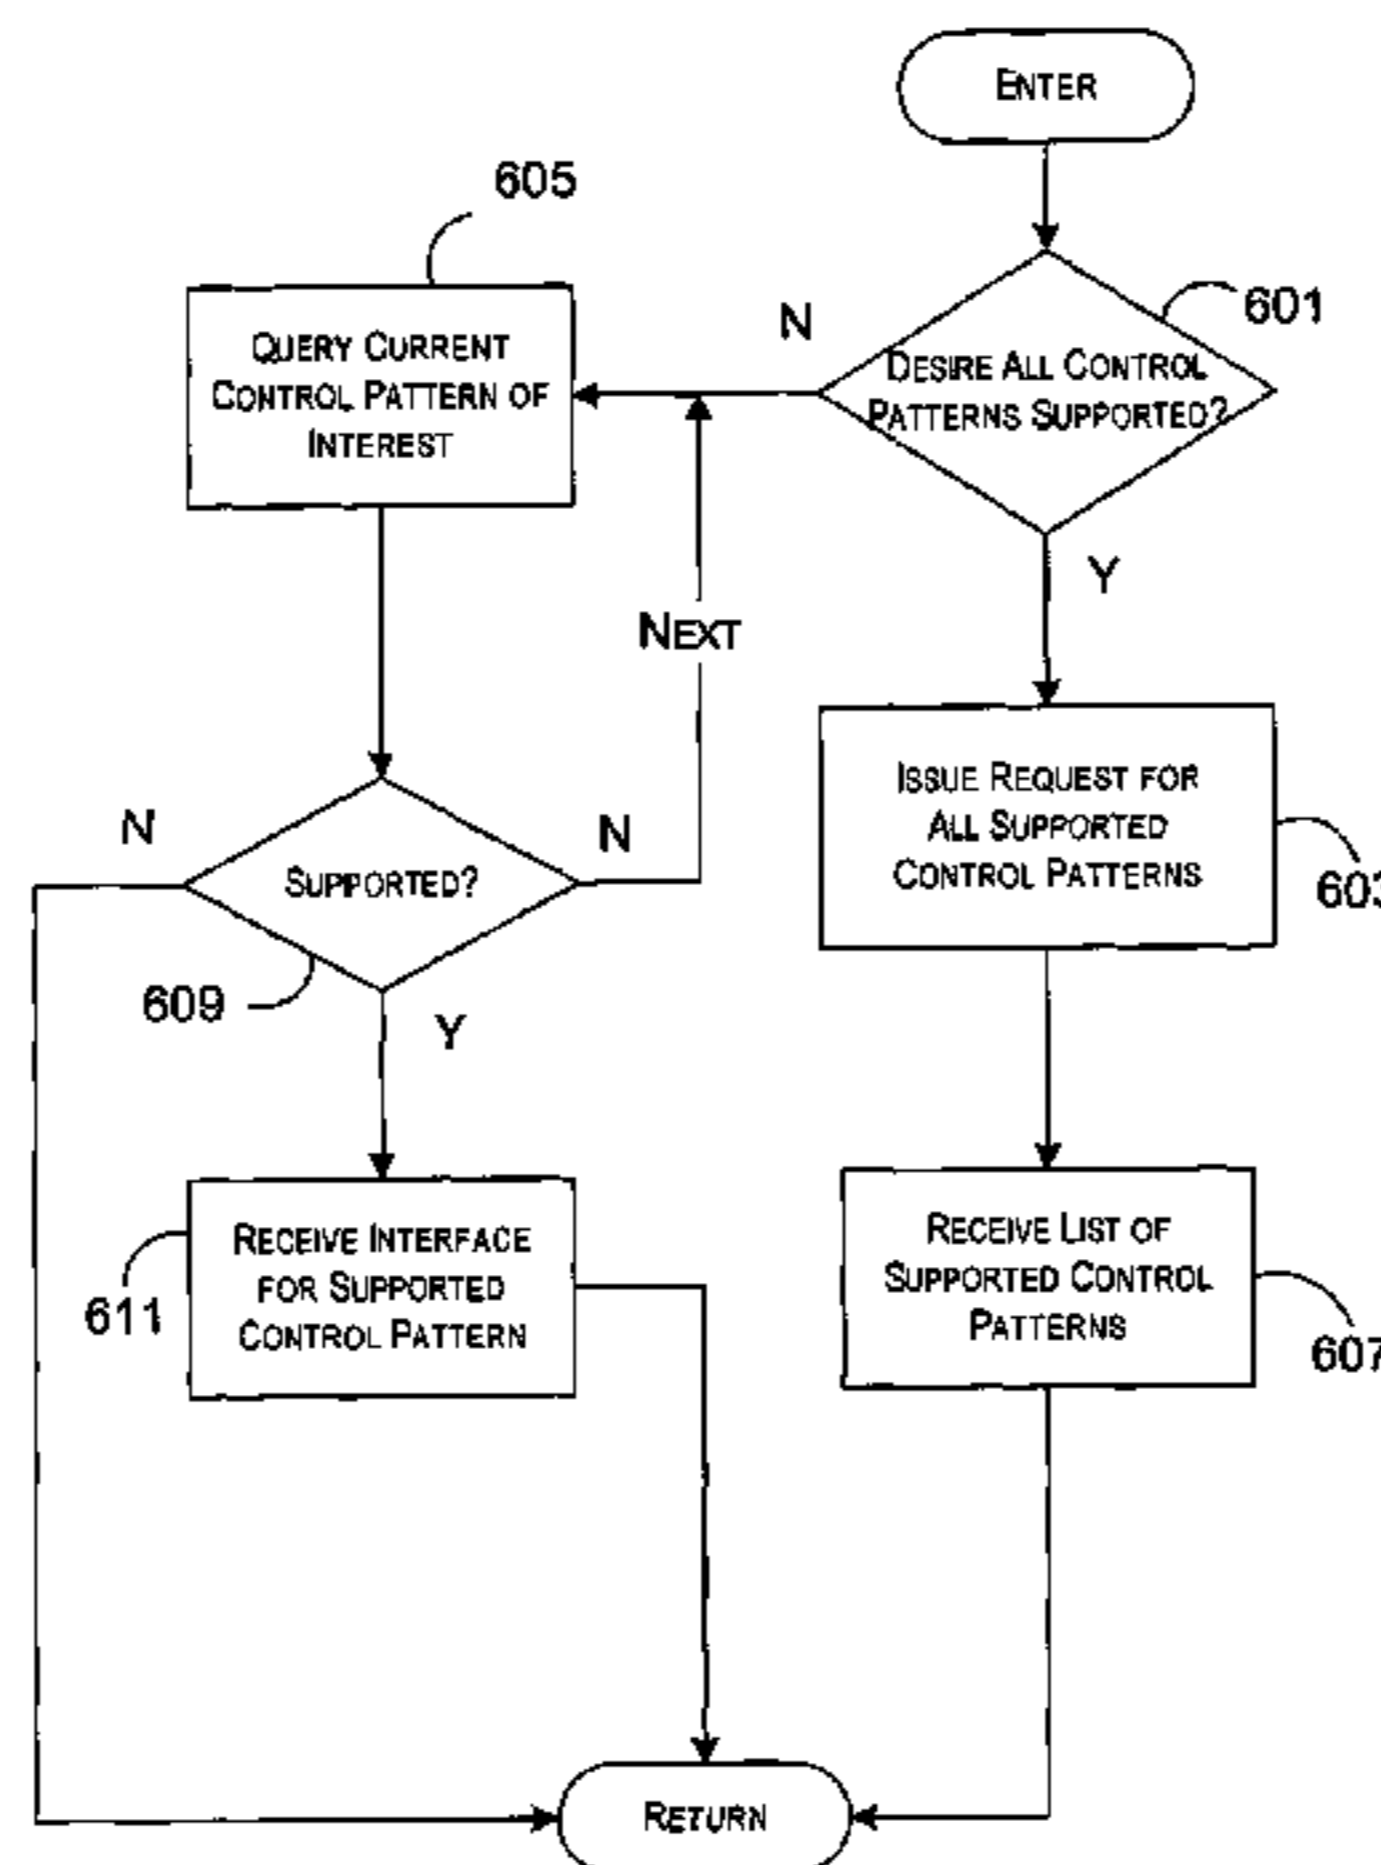 ENTER
605
601
N
QUERY CURRENT
CONTROL PATTERN OF
INTEREST
DESIRE ALL CONTROL
PATTERNS SUPPORTED?
Y
NEXT
ISSUE REQUEST FOR
ALL SUPPORTED
CONTROL PATTERNS
603
N
N
SUPPORTED?
609
Y
RECEIVE INTERFACE
FOR SUPPORTED
CONTROL PATTERN
611
RECEIVE LIST OF
SUPPORTED CONTROL
PATTERNS
607
RETURN